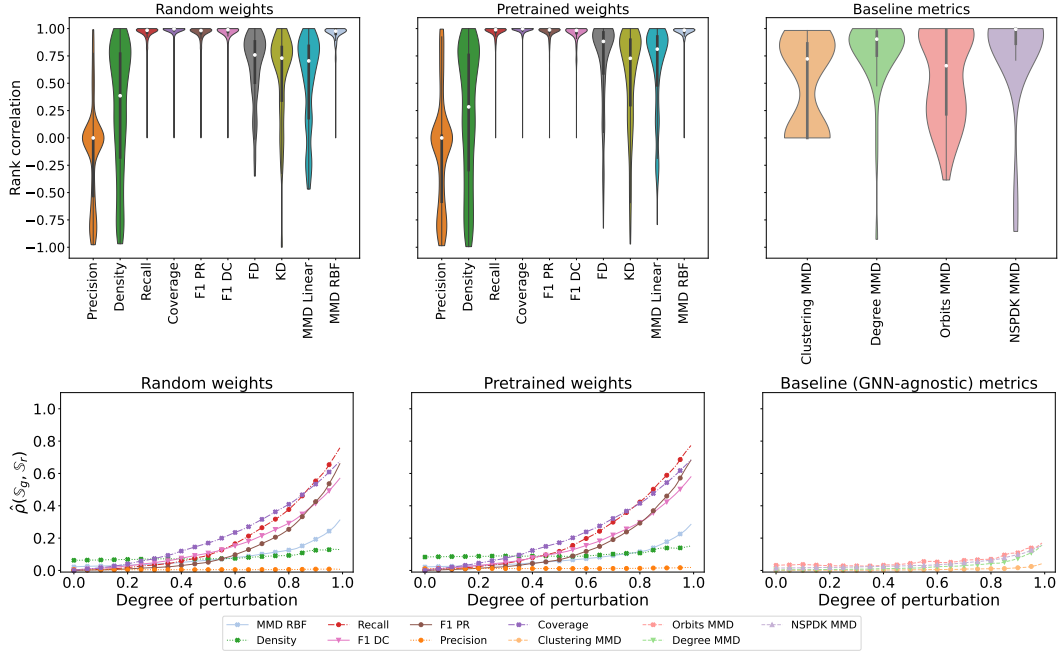 Random weights
Pretrained weights
Baseline metrics
Rank correlation
1.00
0.75
0.50
0.25
0.00
−0.25
−0.50
−0.75
−1.00
Precision
Density
Recall
Coverage
F1 PR
F1 DC
FD
KD
MMD Linear
MMD RBF
Precision
Density
Recall
Coverage
F1 PR
F1 DC
FD
KD
MMD Linear
MMD RBF
Clustering MMD
Degree MMD
Orbits MMD
NSPDK MMD
Random weights
Pretrained weights
Baseline (GNN-agnostic) metrics
ρ̂(𝕊g, 𝕊r)
1.0
0.8
0.6
0.4
0.2
0.0
0.0 0.2 0.4 0.6 0.8 1.0
0.0 0.2 0.4 0.6 0.8 1.0
0.0 0.2 0.4 0.6 0.8 1.0
Degree of perturbation
Degree of perturbation
Degree of perturbation
MMD RBF Recall F1 PR Coverage Orbits MMD NSPDK MMD
Density F1 DC Precision Clustering MMD Degree MMD